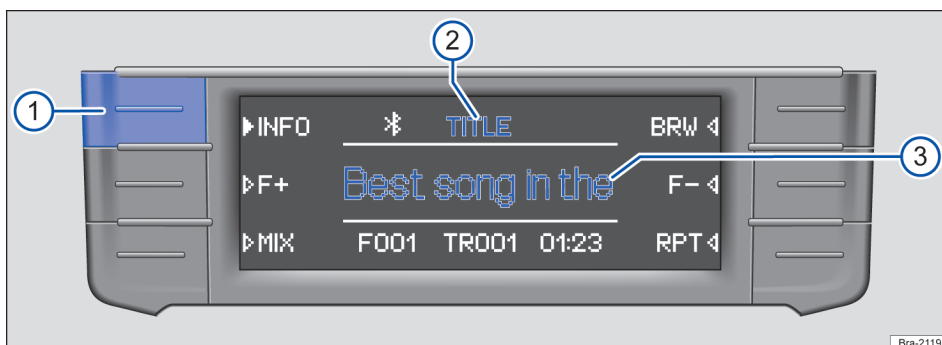 2
1
INFO TITLE BRW
3
F+ Best song in the F-
MIX F001 TR001 01:23 RPT
Bra-2119